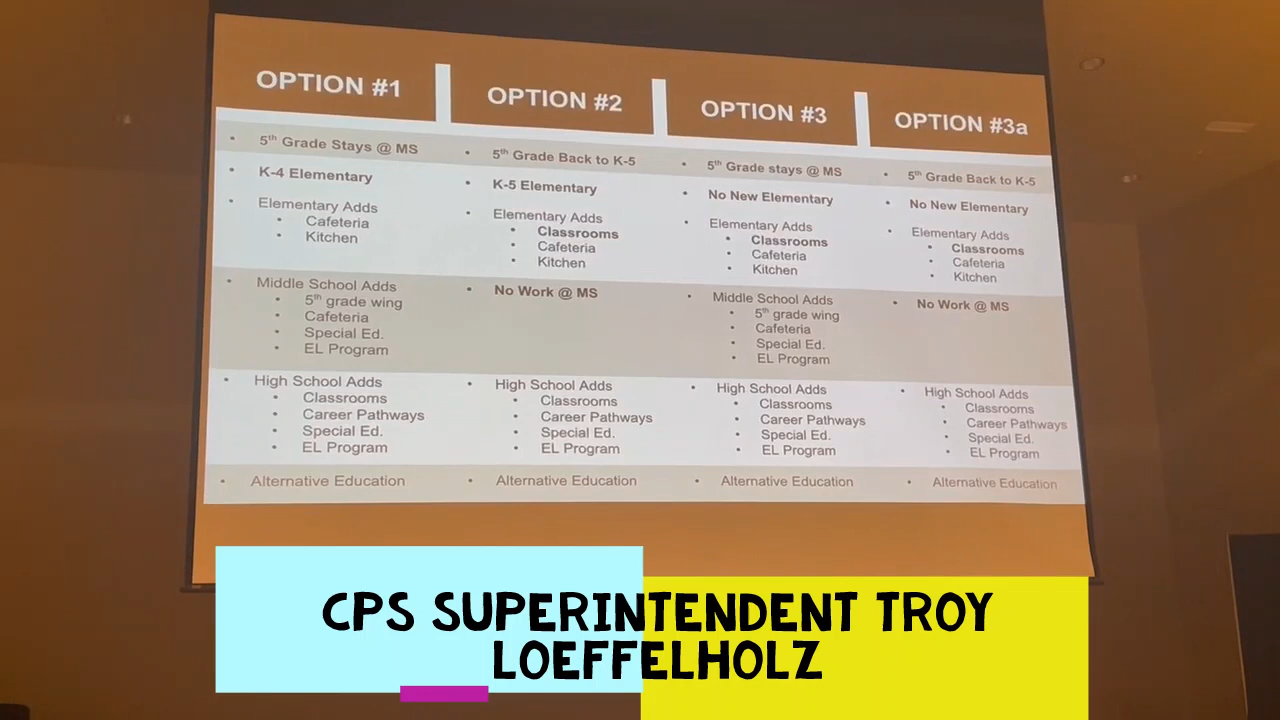 OPTION #1
OPTION #2
OPTION #3
OPTION #3a
• 5th Grade Stays @ MS
• 5th Grade Back to K-5
• 5th Grade stays @ MS
• 5th Grade Back to K-5
• K-4 Elementary
• Elementary Adds
• Cafeteria
• Kitchen
• K-5 Elementary
• Elementary Adds
• Classrooms
• Cafeteria
• Kitchen
• No New Elementary
• Elementary Adds
• Classrooms
• Cafeteria
• Kitchen
• No New Elementary
• Elementary Adds
• Classrooms
• Cafeteria
• Kitchen
• Middle School Adds
• 5th grade wing
• Cafeteria
• Special Ed.
• EL Program
• No Work @ MS
• Middle School Adds
• 5th grade wing
• Cafeteria
• Special Ed.
• EL Program
• No Work @ MS
• High School Adds
• Classrooms
• Career Pathways
• Special Ed.
• EL Program
• High School Adds
• Classrooms
• Career Pathways
• Special Ed.
• EL Program
• High School Adds
• Classrooms
• Career Pathways
• Special Ed.
• EL Program
• High School Adds
• Classrooms
• Career Pathways
• Special Ed.
• EL Program
• Alternative Education
• Alternative Education
• Alternative Education
• Alternative Education
CPS SUPERINTENDENT TROY
LOEFFELHOLZ